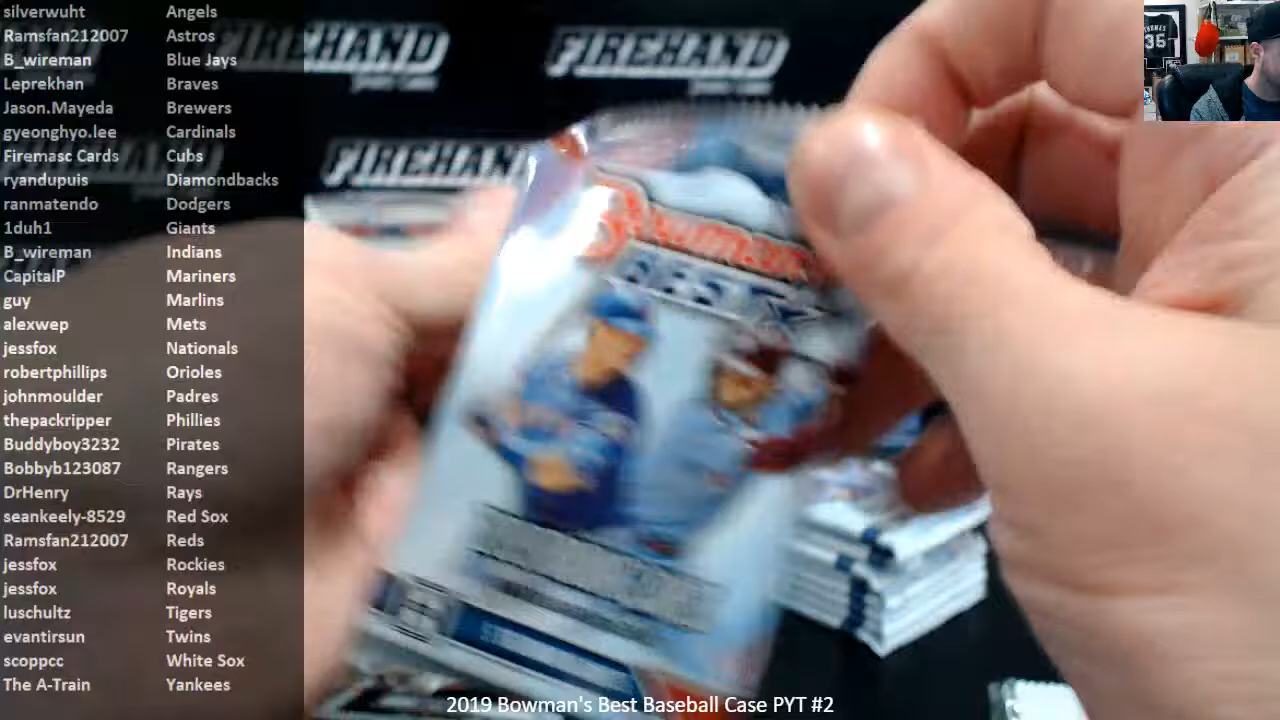 silverwuht Angels
Ramsfan212007 Astros
B_wireman Blue Jays
Leprekhan Braves
Jason.Mayeda Brewers
gyeonghyo.lee Cardinals
Firemasc Cards Cubs
ryandupuis Diamondbacks
ranmatendo Dodgers
1duh1 Giants
B_wireman Indians
CapitalP Mariners
guy Marlins
alexwep Mets
jessfox Nationals
robertphillips Orioles
johnmoulder Padres
thepackripper Phillies
Buddyboy3232 Pirates
Bobbyb123087 Rangers
DrHenry Rays
seankeely-8529 Red Sox
Ramsfan212007 Reds
jessfox Rockies
jessfox Royals
luschultz Tigers
evantirsun Twins
scoppcc White Sox
The A-Train Yankees
FIREHAND
FIREHAND
FIREHAND
Bowman's
BEST
35
2019 Bowman's Best Baseball Case PYT #2